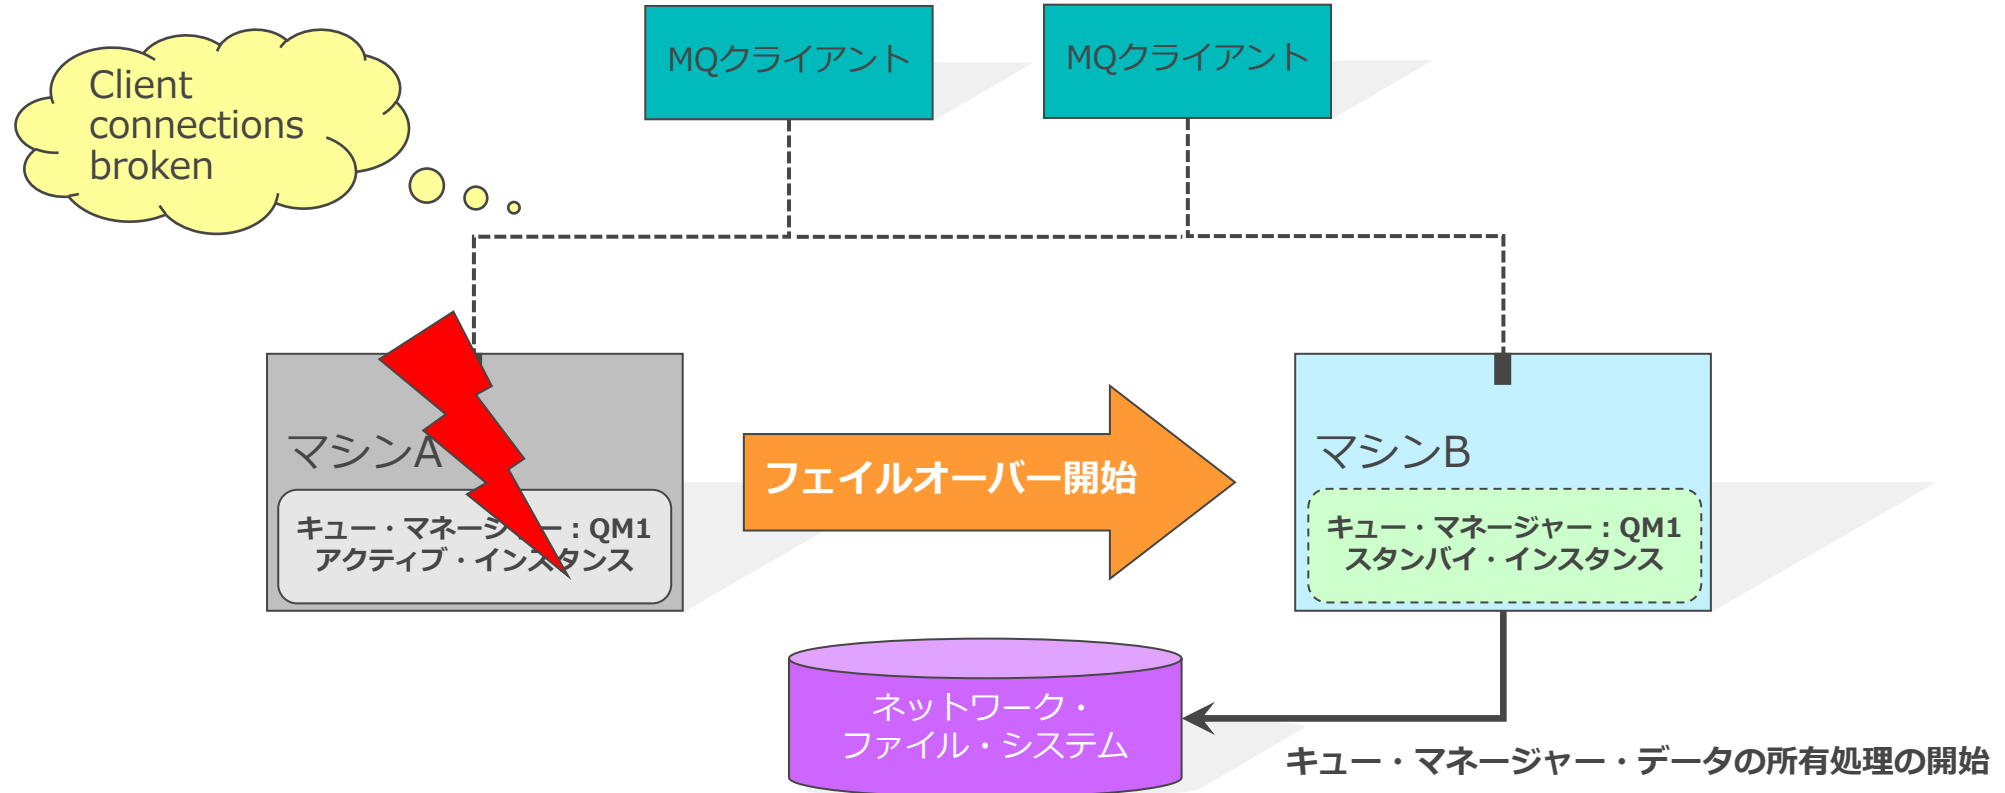 Client
connections
broken
MQクライアント
MQクライアント
マシンA
キュー・マネージャー：QM1
アクティブ・インスタンス
フェイルオーバー開始
マシンB
キュー・マネージャー：QM1
スタンバイ・インスタンス
ネットワーク・
ファイル・システム
キュー・マネージャー・データの所有処理の開始